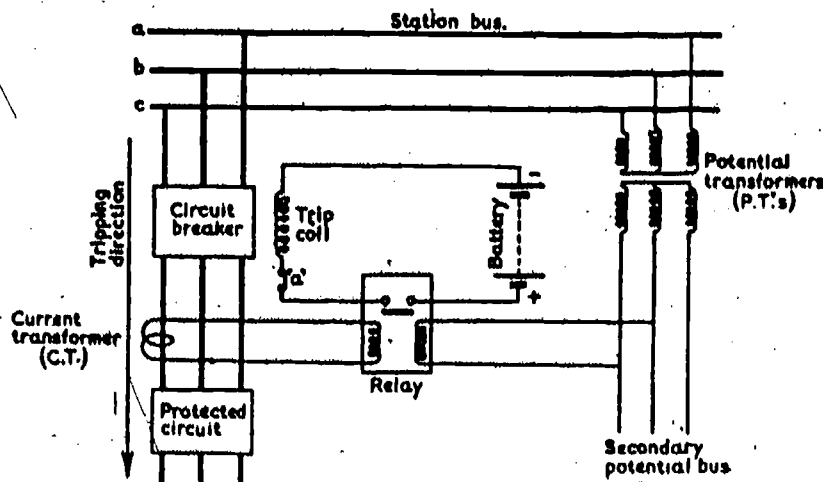 Station bus.
a
b
c
Tripping
direction
Circuit
breaker
Trip
coil
'a'
Battery
-
+
Potential
transformers
(P.T.'s)
Current
transformer
(C.T.)
Relay
Protected
circuit
Secondary
potential bus